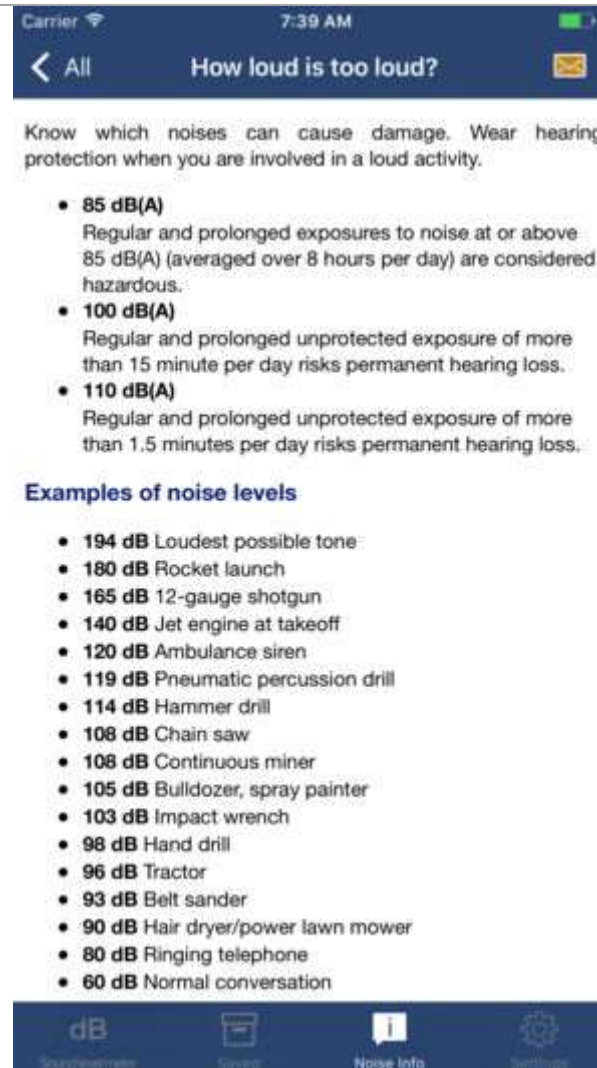 Carrier 7:39 AM
All How loud is too loud?
Know which noises can cause damage. Wear hearing
protection when you are involved in a loud activity.
• 85 dB(A)
Regular and prolonged exposures to noise at or above
85 dB(A) (averaged over 8 hours per day) are considered
hazardous.
• 100 dB(A)
Regular and prolonged unprotected exposure of more
than 15 minute per day risks permanent hearing loss.
• 110 dB(A)
Regular and prolonged unprotected exposure of more
than 1.5 minutes per day risks permanent hearing loss.
Examples of noise levels
• 194 dB Loudest possible tone
• 180 dB Rocket launch
• 165 dB 12-gauge shotgun
• 140 dB Jet engine at takeoff
• 120 dB Ambulance siren
• 119 dB Pneumatic percussion drill
• 114 dB Hammer drill
• 108 dB Chain saw
• 108 dB Continuous miner
• 105 dB Bulldozer, spray painter
• 103 dB Impact wrench
• 98 dB Hand drill
• 96 dB Tractor
• 93 dB Belt sander
• 90 dB Hair dryer/power lawn mower
• 80 dB Ringing telephone
• 60 dB Normal conversation
dB
Saved Noise Info Settings